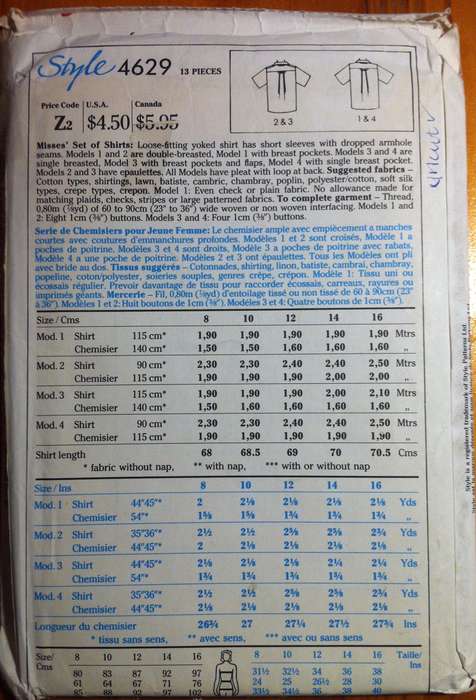 Style 4629 13 PIECES
Price Code U.S.A. Canada
Z2 $4.50 $5.95
2 & 3
1 & 4
Misses' Set of Shirts: Loose-fitting yoked shirt has short sleeves with dropped armhole
seams. Models 1 and 2 are double-breasted, Model 1 with breast pockets. Models 3 and 4 are
single breasted, Model 3 with breast pockets and flaps, Model 4 with single breast pocket.
Models 2 and 3 have epaulettes. All Models have pleat with loop at back. Suggested fabrics –
Cotton types, shirtings, lawn, batiste, cambric, chambray, poplin, polyester/cotton, soft silk
types, crepe types, crepon. Model 1: Even check or plain fabric. No allowance made for
matching plaids, checks, stripes or large patterned fabrics. To complete garment – Thread,
0,80m (⅞yd) of 60 to 90cm (23" to 36") wide woven or non woven interfacing. Models 1 and
2: Eight 1cm (⅜") buttons. Models 3 and 4: Four 1cm (⅜") buttons.
Serie de Chemisiers pour Jeune Femme: Le chemisier ample avec empiècement a manches
courtes avec coutures d'emmanchures profondes. Modèles 1 et 2 sont croisés, Modèle 1 a
poches de poitrine. Modèles 3 et 4 sont droits, Modèle 3 a poches de poitrine avec rabats,
Modèle 4 a une poche de poitrine. Modèles 2 et 3 ont épaulettes. Tous les Modèles ont pli
avec bride au dos. Tissus suggérés – Cotonnades, shirting, linon, batiste, cambrai, chambray,
popeline, coton/polyester, soieries souples, genres crêpe, crépon. Modèle 1: Tissu uni ou
écossais régulier. Prevoir davantage de tissu pour raccorder écossais, carreaux, rayures ou
imprimés géants. Mercerie – Fil, 0,80m (⅞yd) d'entoilage tissé ou non tissé de 60 à 90cm (23"
à 36"). Modèles 1 et 2: Huit boutons de 1cm (⅜"). Modèles 3 et 4: Quatre boutons de 1cm (⅜").
Size / Cms 8 10 12 14 16
Mod. 1 Shirt 115 cm* 1,90 1,90 1,90 1,90 1,90 Mtrs
Chemisier 140 cm* 1,50 1,50 1,60 1,60 1,60 "
Mod. 2 Shirt 90 cm* 2,30 2,30 2,40 2,40 2,50 Mtrs
Chemisier 115 cm* 1,90 1,90 1,90 2,00 2,00 "
Mod. 3 Shirt 115 cm* 1,90 1,90 1,90 2,00 2,10 Mtrs
Chemisier 140 cm* 1,50 1,60 1,60 1,60 1,60 "
Mod. 4 Shirt 90 cm* 2,30 2,30 2,40 2,40 2,50 Mtrs
Chemisier 115 cm* 1,90 1,90 1,90 1,90 1,90 "
Shirt length 68 68.5 69 70 70.5 Cms
* fabric without nap, ** with nap, *** with or without nap
Size / Ins 8 10 12 14 16
Mod. 1 Shirt 44"45"* 2 2⅛ 2⅛ 2⅛ 2⅛ Yds
Chemisier 54"* 1⅝ 1⅝ 1¾ 1¾ 1¾ "
Mod. 2 Shirt 35"36"* 2½ 2½ 2⅝ 2⅝ 2¾ Yds
Chemisier 44"45"* 2 2⅛ 2⅛ 2⅛ 2⅛ "
Mod. 3 Shirt 44"45"* 2⅛ 2⅛ 2⅛ 2¼ 2¼ Yds
Chemisier 54"* 1¾ 1¾ 1¾ 1¾ 1¾ "
Mod. 4 Shirt 35"36"* 2½ 2½ 2⅝ 2⅝ 2¾ Yds
Chemisier 44"45"* 2⅛ 2⅛ 2⅛ 2⅛ 2⅛ "
Longueur du chemisier 26¾ 27 27¼ 27½ 27¾ Ins
* tissu sans sens, ** avec sens, *** avec ou sans sens
Size/ 8 10 12 14 16 8 10 12 14 16 Taille/
Cms 80 83 87 92 97 31½ 32½ 34 36 38 Ins
61 64 67 71 76 24 25 26½ 28 30
85 88 92 97 102 33½ 34½ 36 38 40
Style is a registered trademark of Style Patterns Ltd